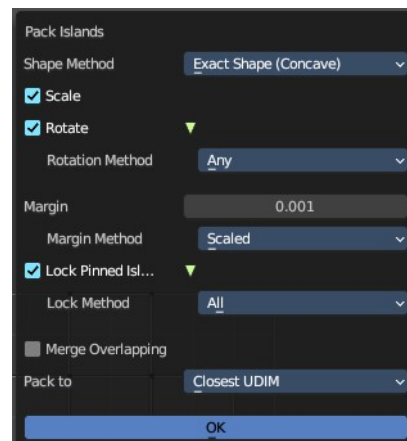 Pack Islands
Shape Method Exact Shape (Concave)
Scale
Rotate
Rotation Method Any
Margin 0.001
Margin Method Scaled
Lock Pinned Isl...
Lock Method All
Merge Overlapping
Pack to Closest UDIM
OK